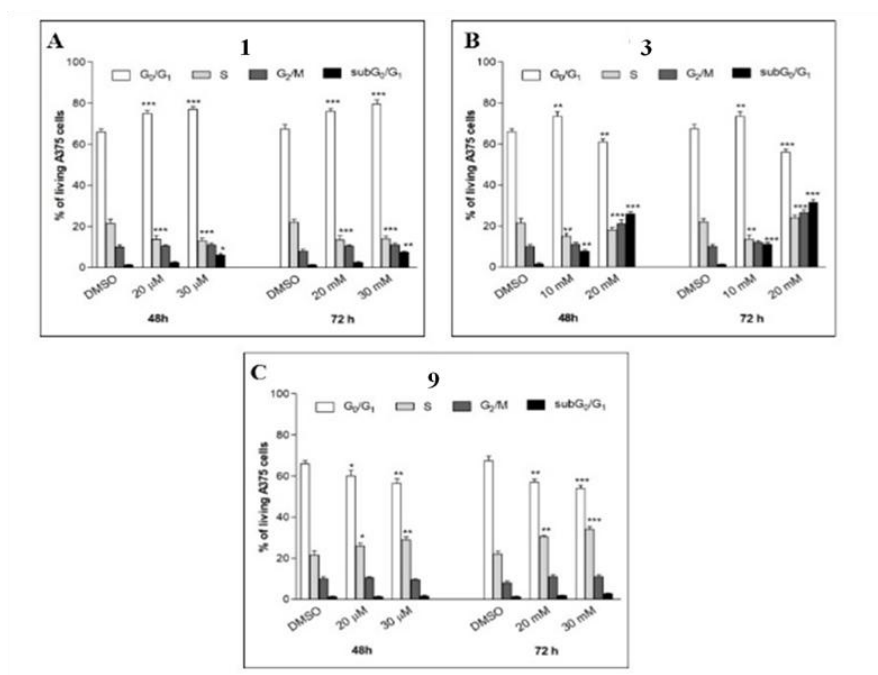 A 1
100
G0/G1 S G2/M subG0/G1
80
60
40
20
0
% of living A375 cells
*** *** *** ***
*** *** * *** *** **
DMSO 20 µM 30 µM DMSO 20 mM 30 mM
48h 72 h
B 3
100
G0/G1 S G2/M subG0/G1
80
60
40
20
0
% of living A375 cells
** ** ** ***
** ** *** *** *** ** *** *** ***
DMSO 10 mM 20 mM DMSO 10 mM 20 mM
48h 72 h
C 9
100
G0/G1 S G2/M subG0/G1
80
60
40
20
0
% of living A375 cells
* ** ** ***
* ** ** ***
DMSO 20 µM 30 µM DMSO 20 mM 30 mM
48h 72 h